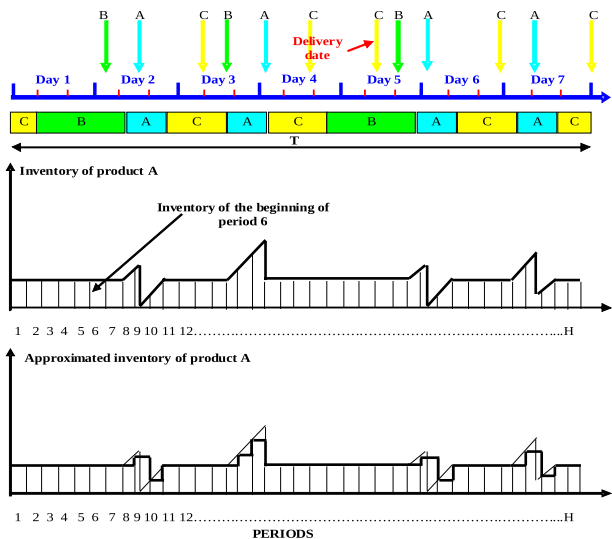 B A C B A C C B A C A C
Delivery
date
Day 1 Day 2 Day 3 Day 4 Day 5 Day 6 Day 7
C B A C A C B A C A C
T
Inventory of product A
Inventory of the beginning of
period 6
1 2 3 4 5 6 7 8 9 10 11 12……………………………………………………………………...H
Approximated inventory of product A
1 2 3 4 5 6 7 8 9 10 11 12……………………………………………………………………...H
PERIODS